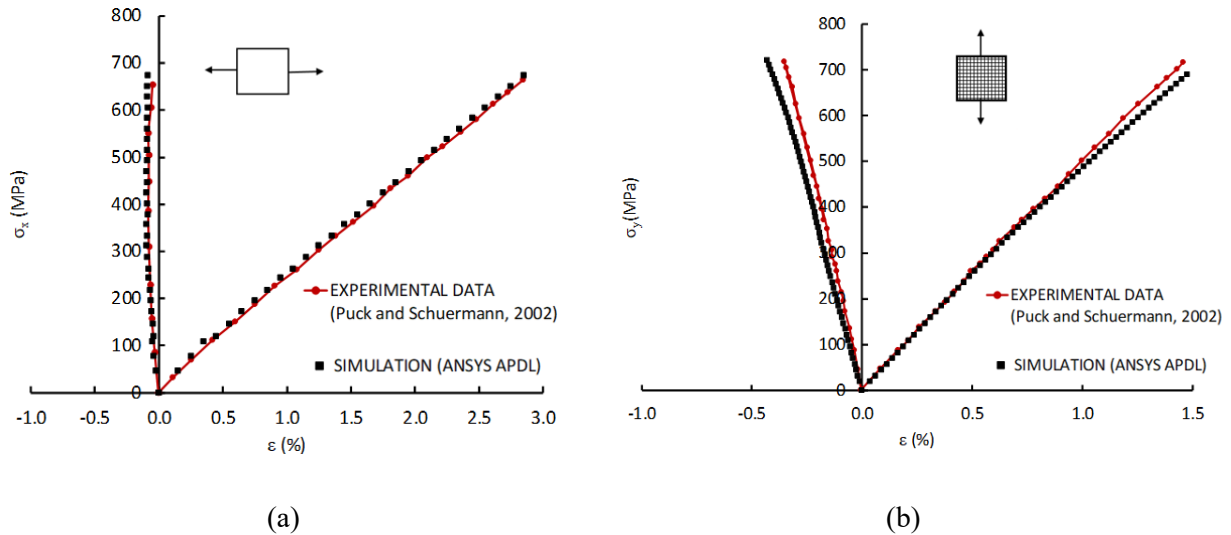 800
700
600
500
400
300
200
100
0
σx (MPa)
-1.0 -0.5 0.0 0.5 1.0 1.5 2.0 2.5 3.0
ε (%)
EXPERIMENTAL DATA
(Puck and Schuermann, 2002)
SIMULATION (ANSYS APDL)
(a)
800
700
600
500
400
300
200
100
0
σy (MPa)
-1.0 -0.5 0.0 0.5 1.0 1.5
ε (%)
EXPERIMENTAL DATA
(Puck and Schuermann, 2002)
SIMULATION (ANSYS APDL)
(b)